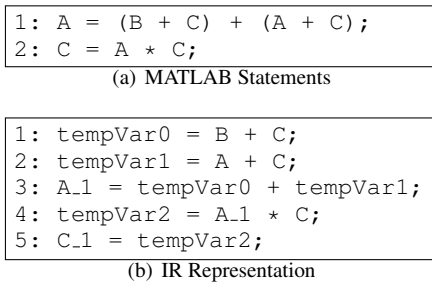 1: A = (B + C) + (A + C);
2: C = A * C;
(a) MATLAB Statements
1: tempVar0 = B + C;
2: tempVar1 = A + C;
3: A_1 = tempVar0 + tempVar1;
4: tempVar2 = A_1 * C;
5: C_1 = tempVar2;
(b) IR Representation